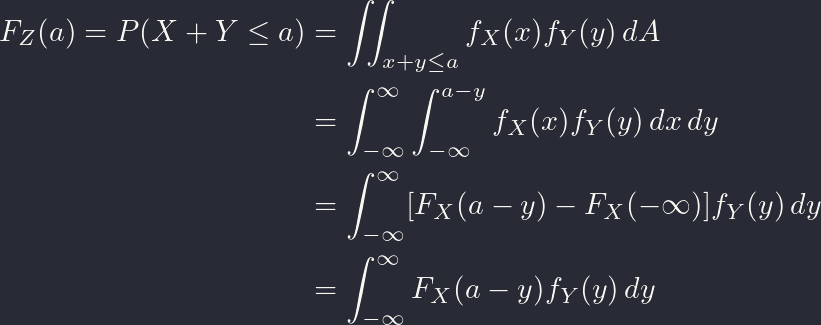 F_Z(a) = P(X + Y ≤ a) = ∬_{x+y≤a} f_X(x)f_Y(y) dA
= ∫_{-∞}^{∞} ∫_{-∞}^{a-y} f_X(x)f_Y(y) dx dy
= ∫_{-∞}^{∞} [F_X(a − y) − F_X(−∞)]f_Y(y) dy
= ∫_{-∞}^{∞} F_X(a − y)f_Y(y) dy